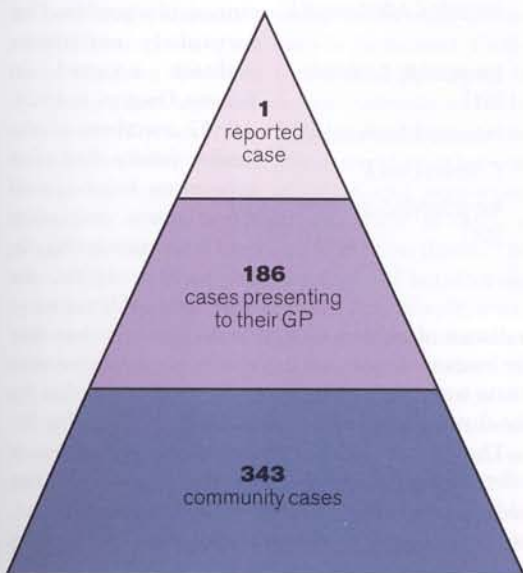 1
reported
case
186
cases presenting
to their GP
343
community cases